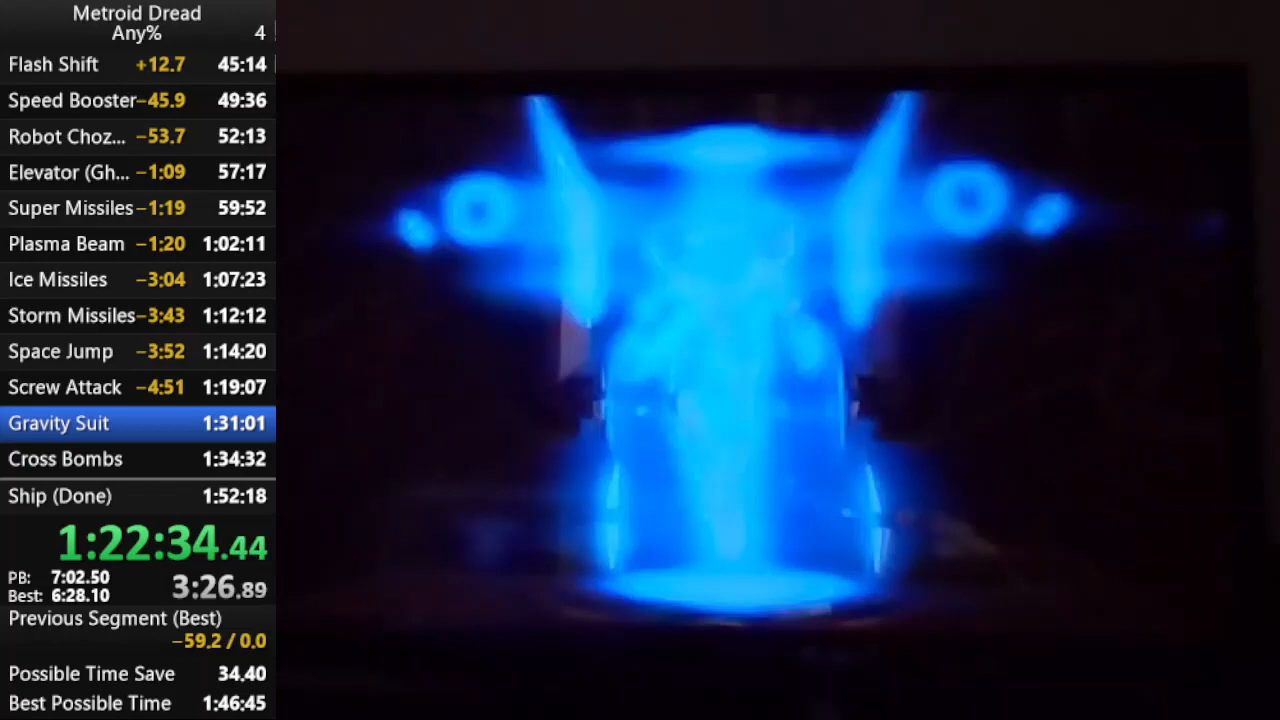 Metroid Dread
Any% 4
Flash Shift +12.7 45:14
Speed Booster −45.9 49:36
Robot Choz... −53.7 52:13
Elevator (Gh... −1:09 57:17
Super Missiles −1:19 59:52
Plasma Beam −1:20 1:02:11
Ice Missiles −3:04 1:07:23
Storm Missiles −3:43 1:12:12
Space Jump −3:52 1:14:20
Screw Attack −4:51 1:19:07
Gravity Suit 1:31:01
Cross Bombs 1:34:32
Ship (Done) 1:52:18
1:22:34.44
PB: 7:02.50 3:26.89
Best: 6:28.10
Previous Segment (Best)
−59.2 / 0.0
Possible Time Save 34.40
Best Possible Time 1:46:45